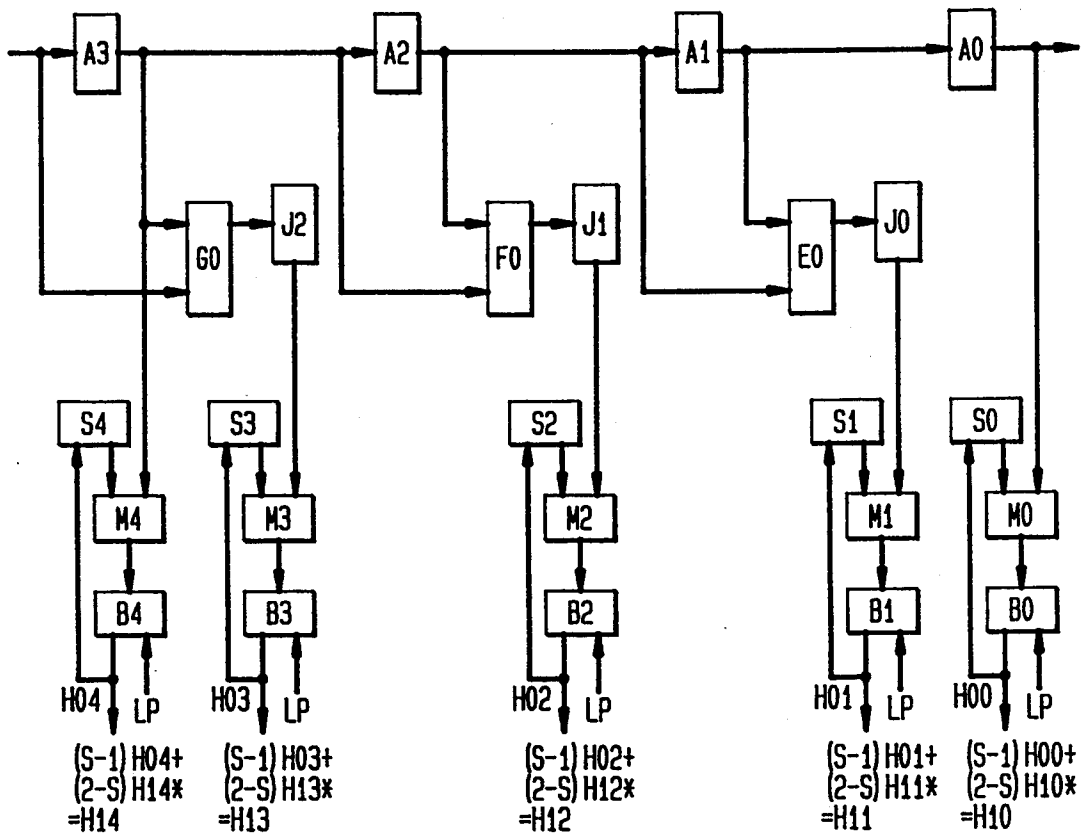 A3
A2
A1
A0
G0
J2
F0
J1
E0
J0
S4
S3
S2
S1
S0
M4
M3
M2
M1
M0
B4
B3
B2
B1
B0
H04
LP
H03
LP
H02
LP
H01
LP
H00
LP
(S-1) H04+
(2-S) H14*
=H14
(S-1) H03+
(2-S) H13*
=H13
(S-1) H02+
(2-S) H12*
=H12
(S-1) H01+
(2-S) H11*
=H11
(S-1) H00+
(2-S) H10*
=H10